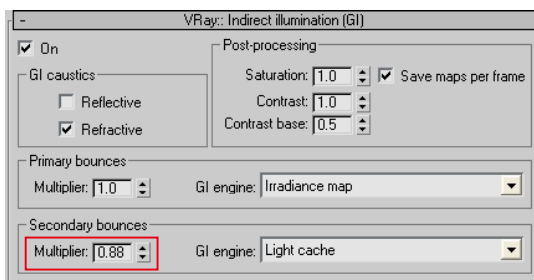 - VRay:: Indirect illumination (GI)
On
GI caustics
Reflective
Refractive
Post-processing
Saturation: 1.0 Save maps per frame
Contrast: 1.0
Contrast base: 0.5
Primary bounces
Multiplier: 1.0 GI engine: Irradiance map
Secondary bounces
Multiplier: 0.88 GI engine: Light cache